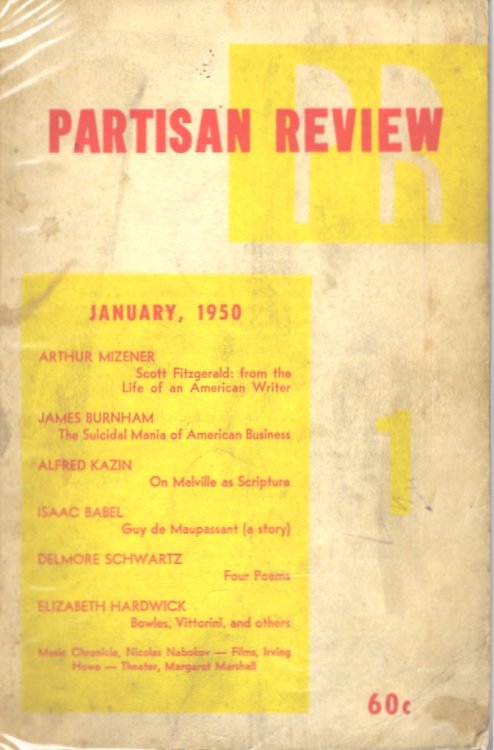 PR
PARTISAN REVIEW
JANUARY, 1950
ARTHUR MIZENER
Scott Fitzgerald: from the
Life of an American Writer
JAMES BURNHAM
The Suicidal Mania of American Business
ALFRED KAZIN
On Melville as Scripture
ISAAC BABEL
Guy de Maupassant (a story)
DELMORE SCHWARTZ
Four Poems
ELIZABETH HARDWICK
Bowles, Vittorini, and others
Music Chronicle, Nicolas Nabokov — Films, Irving
Howe — Theater, Margaret Marshall
1
60c